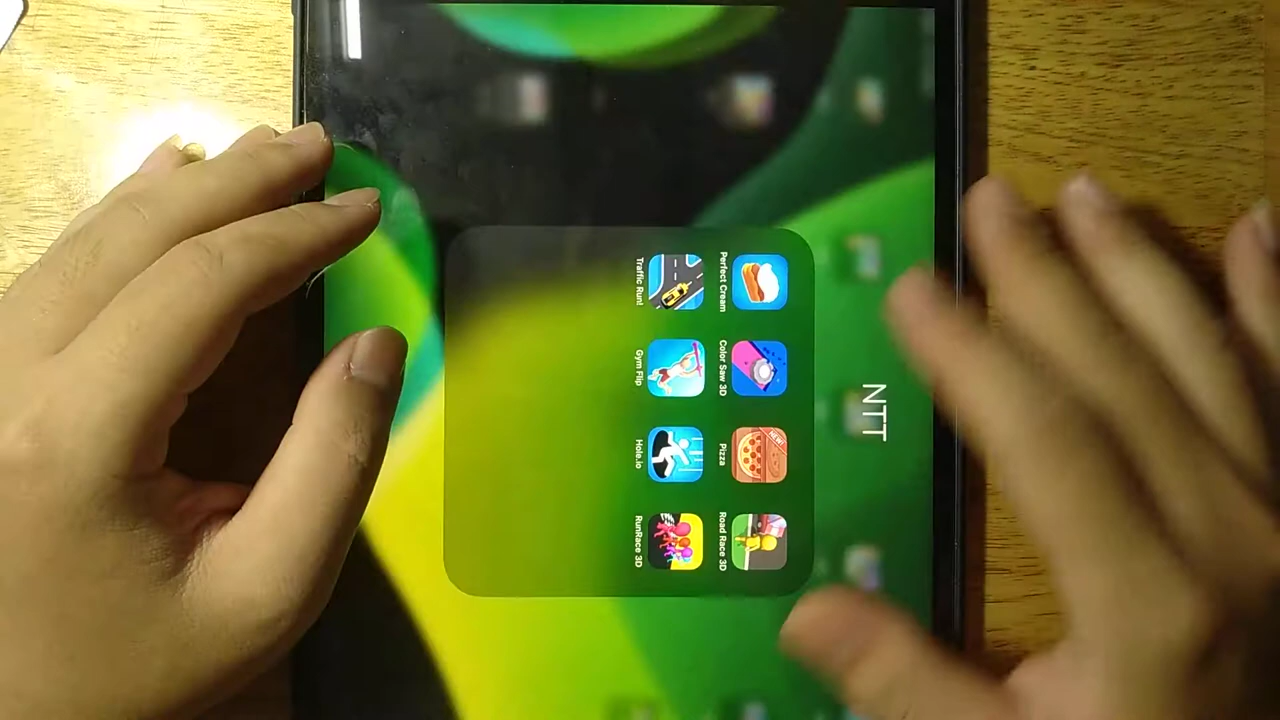 NTT
Perfect Cream
Color Saw 3D
Pizza
Road Race 3D
Traffic Run!
Gym Flip
Hole.io
RunRace 3D